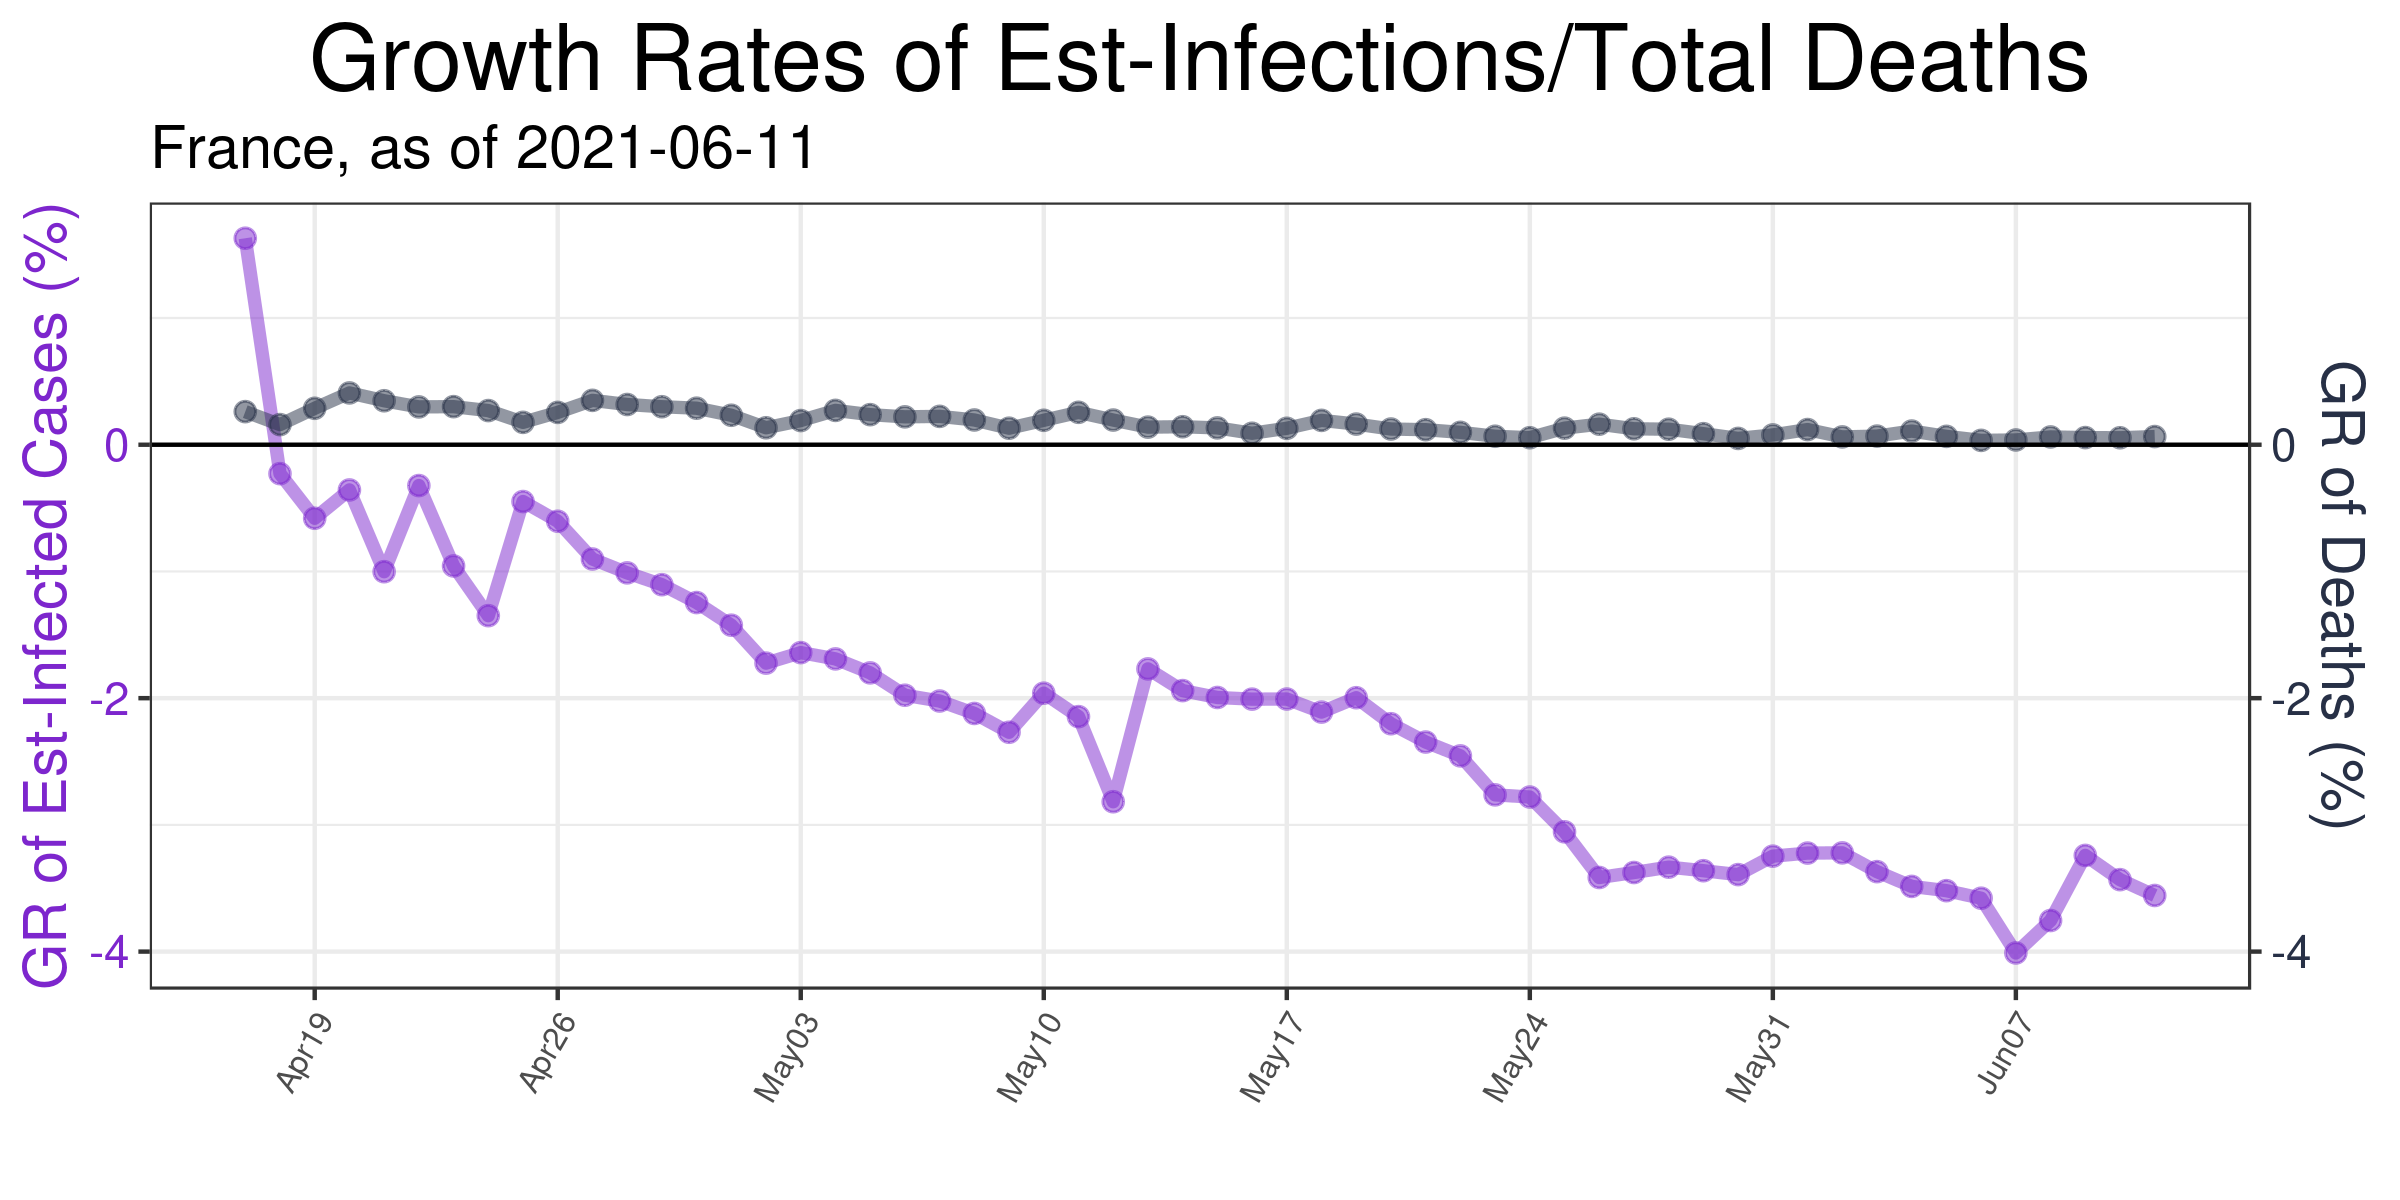 Growth Rates of Est-Infections/Total Deaths
France, as of 2021-06-11
GR of Est-Infected Cases (%)
0
-2
-4
GR of Deaths (%)
0
-2
-4
Apr19
Apr26
May03
May10
May17
May24
May31
Jun07